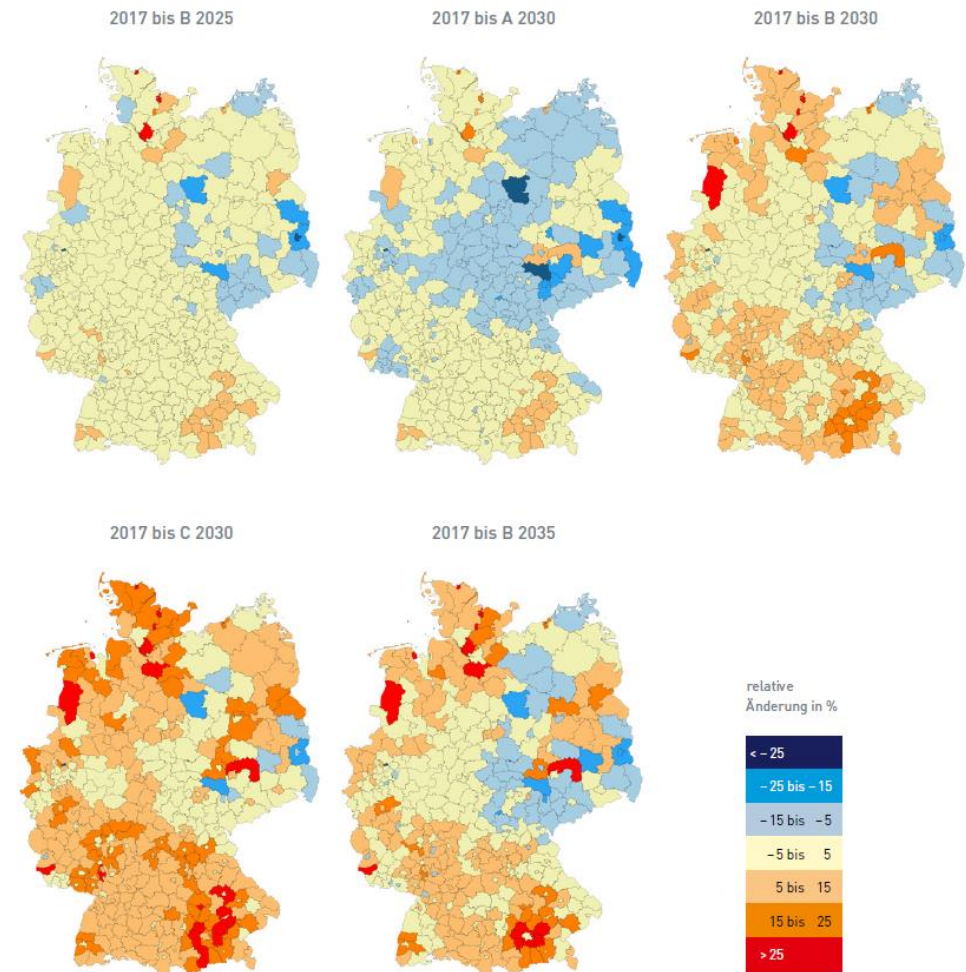 2017 bis B 2025
2017 bis A 2030
2017 bis B 2030
2017 bis C 2030
2017 bis B 2035
relative
Änderung in %
< – 25
– 25 bis – 15
– 15 bis – 5
– 5 bis 5
5 bis 15
15 bis 25
> 25